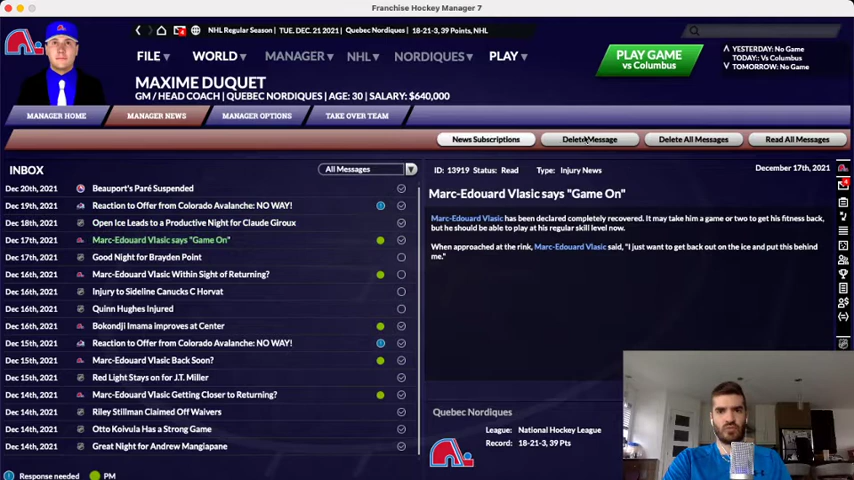 Franchise Hockey Manager 7
NHL Regular Season | TUE. DEC. 21 2021 | Quebec Nordiques | 18-21-3, 39 Points, NHL
FILE WORLD MANAGER NHL NORDIQUES PLAY
PLAY GAME
vs Columbus
YESTERDAY: No Game
TODAY: Vs Columbus
TOMORROW: No Game
MAXIME DUQUET
GM / HEAD COACH | QUEBEC NORDIQUES | AGE: 30 | SALARY: $640,000
MANAGER HOME MANAGER NEWS MANAGER OPTIONS TAKE OVER TEAM
News Subscriptions Delete Message Delete All Messages Read All Messages
INBOX All Messages
Dec 20th, 2021 Beauport's Paré Suspended
Dec 19th, 2021 Reaction to Offer from Colorado Avalanche: NO WAY!
Dec 18th, 2021 Open Ice Leads to a Productive Night for Claude Giroux
Dec 17th, 2021 Marc-Edouard Vlasic says "Game On"
Dec 17th, 2021 Good Night for Brayden Point
Dec 16th, 2021 Marc-Edouard Vlasic Within Sight of Returning?
Dec 16th, 2021 Injury to Sideline Canucks C Horvat
Dec 16th, 2021 Quinn Hughes Injured
Dec 16th, 2021 Bokondji Imama improves at Center
Dec 15th, 2021 Reaction to Offer from Colorado Avalanche: NO WAY!
Dec 15th, 2021 Marc-Edouard Vlasic Back Soon?
Dec 15th, 2021 Red Light Stays on for J.T. Miller
Dec 14th, 2021 Marc-Edouard Vlasic Getting Closer to Returning?
Dec 14th, 2021 Riley Stillman Claimed Off Waivers
Dec 14th, 2021 Otto Koivula Has a Strong Game
Dec 14th, 2021 Great Night for Andrew Mangiapane
Response needed PM
ID: 13919 Status: Read Type: Injury News December 17th, 2021
Marc-Edouard Vlasic says "Game On"
Marc-Edouard Vlasic has been declared completely recovered. It may take him a game or two to get his fitness back,
but he should be able to play at his regular skill level now.
When approached at the rink, Marc-Edouard Vlasic said, "I just want to get back out on the ice and put this behind
me."
Quebec Nordiques
League: National Hockey League
Record: 18-21-3, 39 Pts